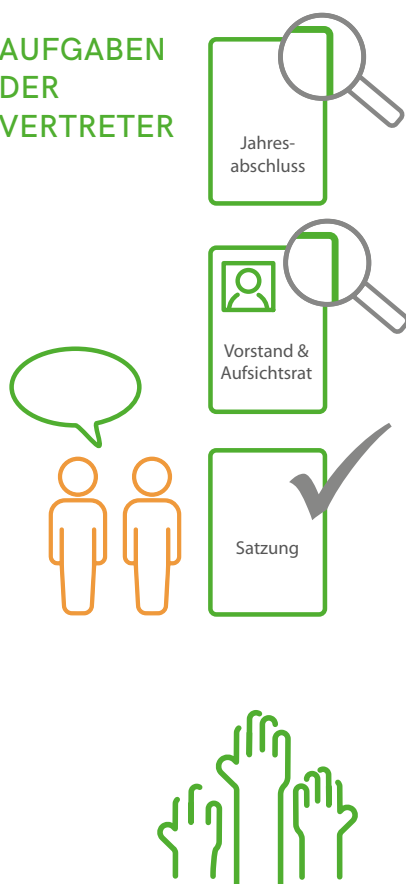 AUFGABEN
DER
VERTRETER
Jahres-
abschluss
Vorstand &
Aufsichtsrat
Satzung